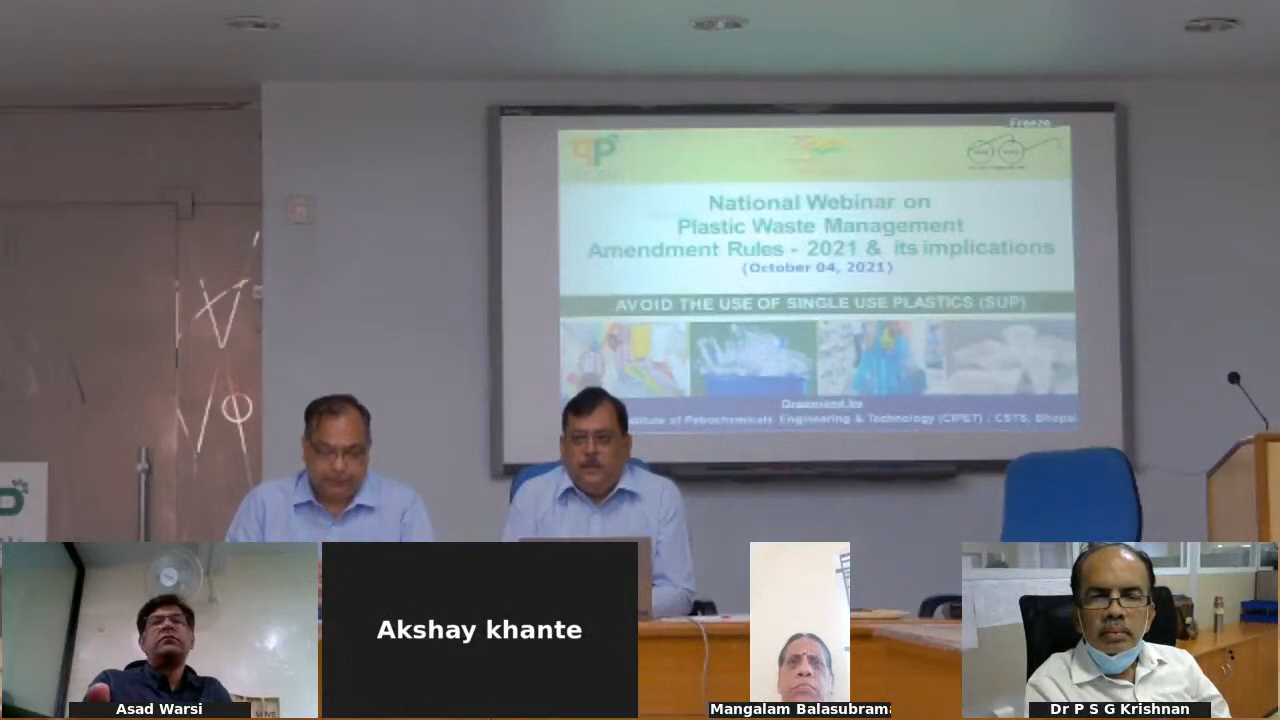 Freeze
National Webinar on
Plastic Waste Management
Amendment Rules - 2021 & its implications
(October 04, 2021)
AVOID THE USE OF SINGLE USE PLASTICS (SUP)
Organized by
stitute of Petrochemicals Engineering & Technology (CIPET) : CSTS, Bhopal
Akshay khante
Asad Warsi
Mangalam Balasubrama
Dr P S G Krishnan